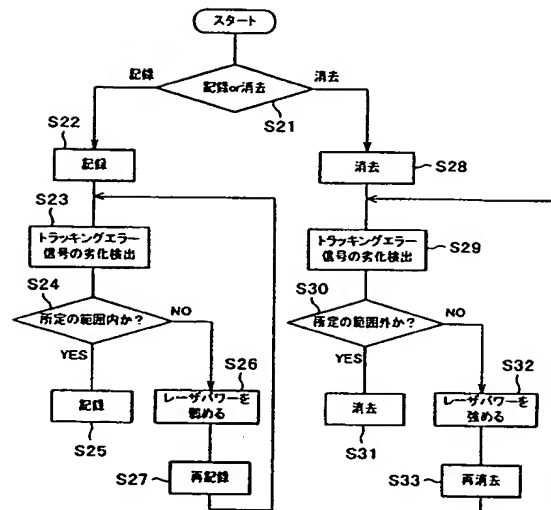 スタート
記録
記録or消去
消去
S21
S22
記録
消去
S28
S23
トラッキングエラー
信号の劣化検出
トラッキングエラー
信号の劣化検出
S29
S24
所定の範囲内か?
NO
YES
S30
所定の範囲外か?
NO
YES
S26
レーザパワーを
弱める
S32
レーザパワーを
強める
記録
S25
消去
S31
S27
再記録
S33
再消去